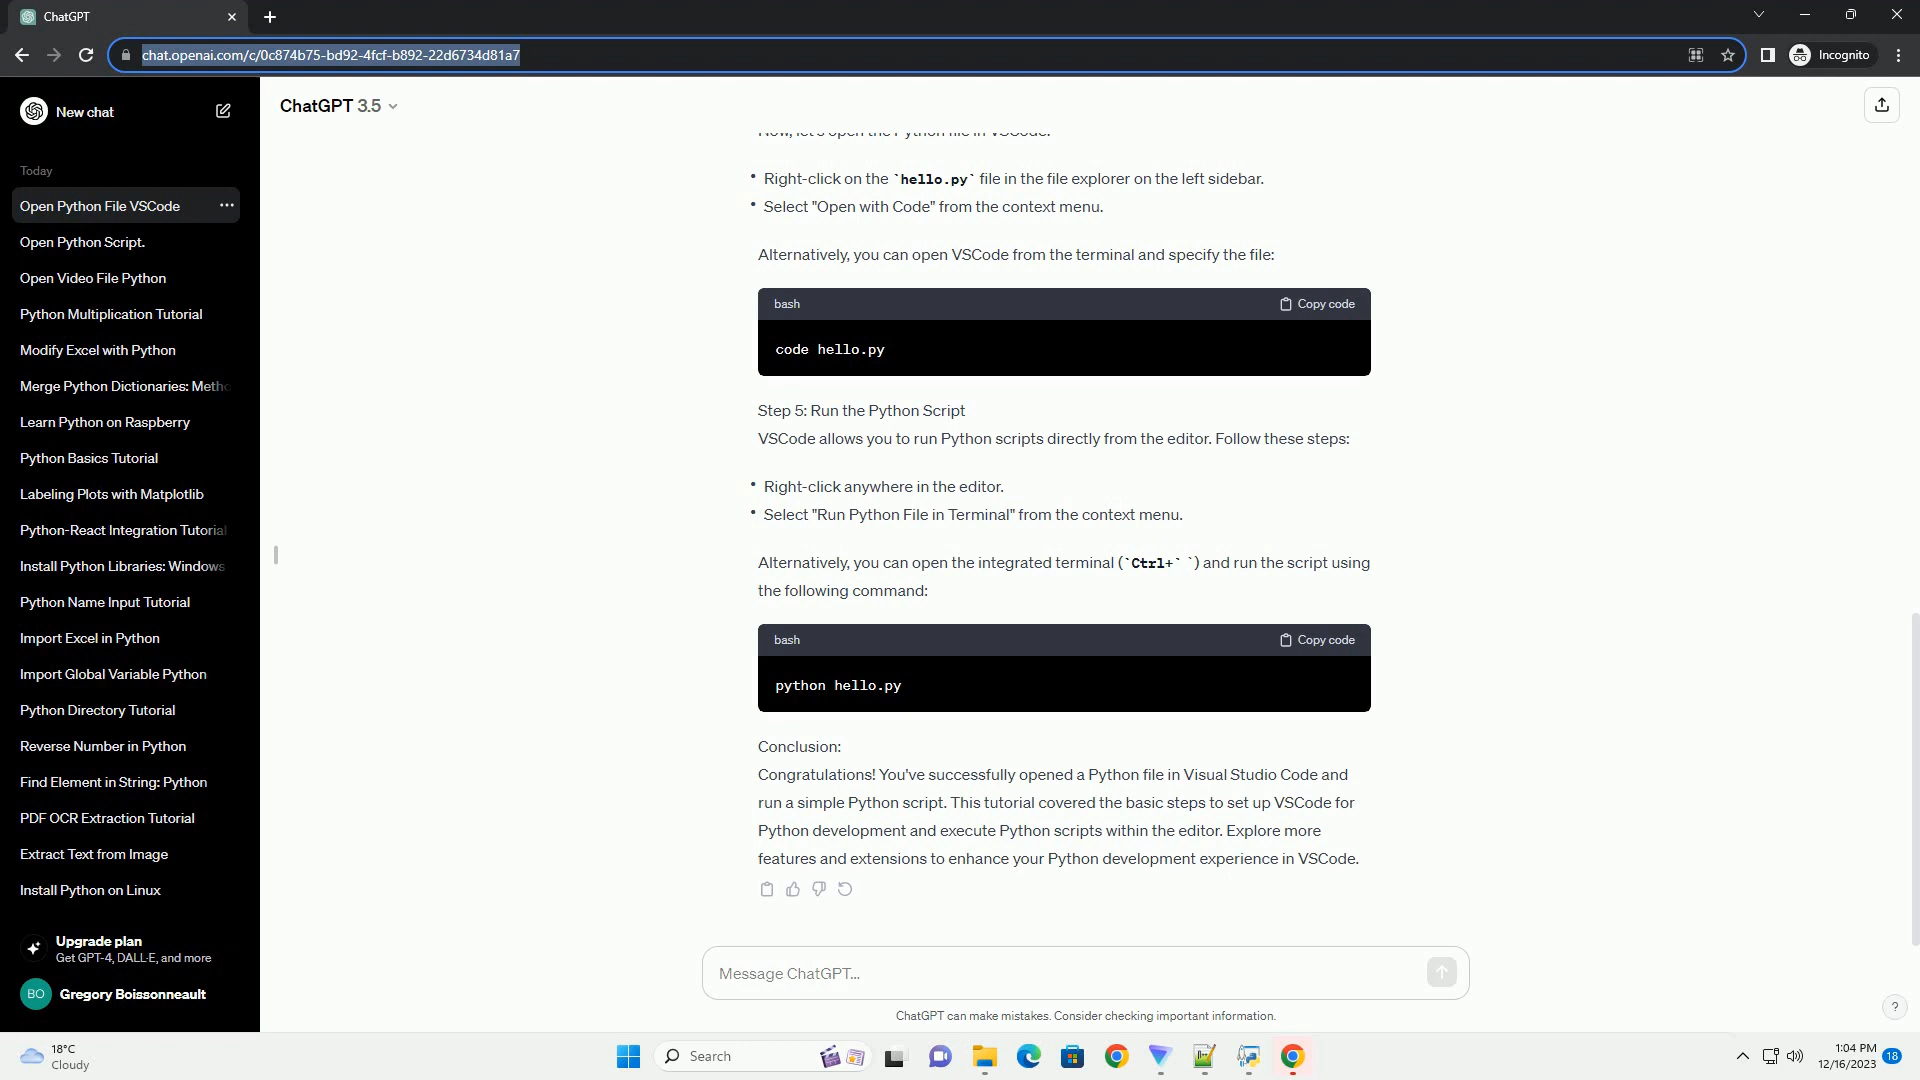 ChatGPT
chat.openai.com/c/0c874b75-bd92-4fcf-b892-22d6734d81a7
Incognito
New chat
Today
Open Python File VSCode
Open Python Script.
Open Video File Python
Python Multiplication Tutorial
Modify Excel with Python
Merge Python Dictionaries: Metho
Learn Python on Raspberry
Python Basics Tutorial
Labeling Plots with Matplotlib
Python-React Integration Tutorial
Install Python Libraries: Windows
Python Name Input Tutorial
Import Excel in Python
Import Global Variable Python
Python Directory Tutorial
Reverse Number in Python
Find Element in String: Python
PDF OCR Extraction Tutorial
Extract Text from Image
Install Python on Linux
Upgrade plan
Get GPT-4, DALL·E, and more
BO
Gregory Boissonneault
ChatGPT 3.5
Now, let's open the Python file in VSCode.
• Right-click on the `hello.py` file in the file explorer on the left sidebar.
• Select "Open with Code" from the context menu.
Alternatively, you can open VSCode from the terminal and specify the file:
bash
Copy code
code hello.py
Step 5: Run the Python Script
VSCode allows you to run Python scripts directly from the editor. Follow these steps:
• Right-click anywhere in the editor.
• Select "Run Python File in Terminal" from the context menu.
Alternatively, you can open the integrated terminal (`Ctrl+` `) and run the script using
the following command:
bash
Copy code
python hello.py
Conclusion:
Congratulations! You've successfully opened a Python file in Visual Studio Code and
run a simple Python script. This tutorial covered the basic steps to set up VSCode for
Python development and execute Python scripts within the editor. Explore more
features and extensions to enhance your Python development experience in VSCode.
Message ChatGPT...
ChatGPT can make mistakes. Consider checking important information.
?
18°C
Cloudy
Search
1:04 PM
12/16/2023
18